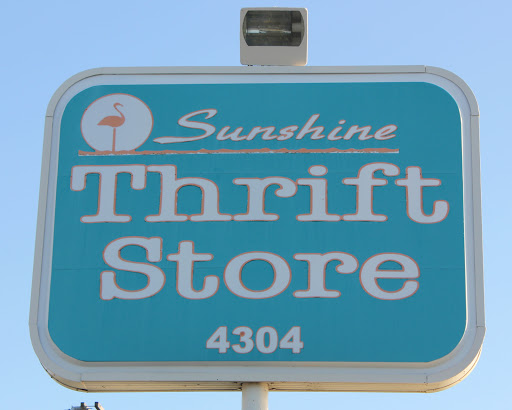 Sunshine
Thrift
Store
4304